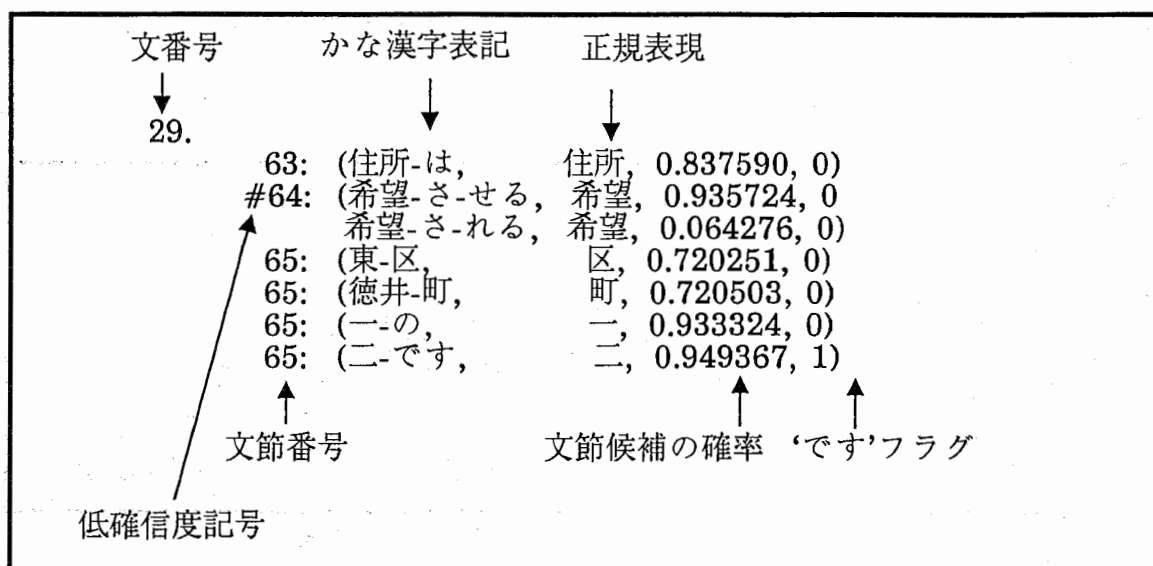 文番号 かな漢字表記 正規表現
29.
63: (住所-は, 住所, 0.837590, 0)
#64: (希望-さ-せる, 希望, 0.935724, 0
希望-さ-れる, 希望, 0.064276, 0)
65: (東-区, 区, 0.720251, 0)
65: (徳井-町, 町, 0.720503, 0)
65: (一-の, 一, 0.933324, 0)
65: (二-です, 二, 0.949367, 1)
文節番号 文節候補の確率 ‘です’フラグ
低確信度記号